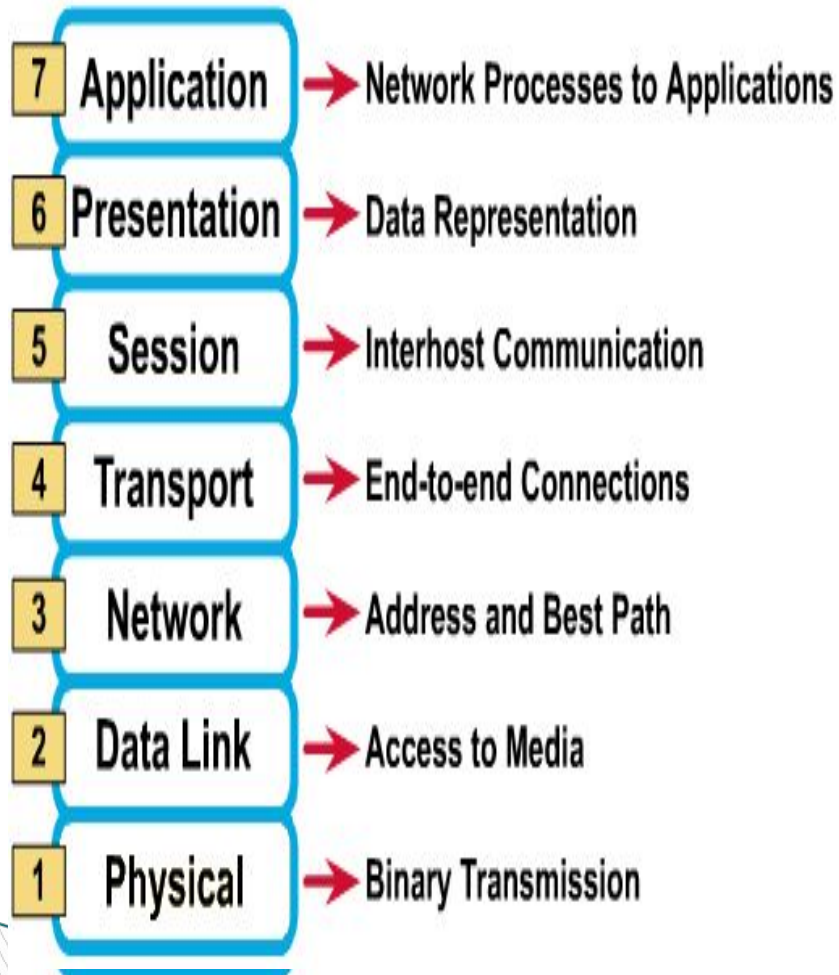 7 Application Network Processes to Applications
6 Presentation Data Representation
5 Session Interhost Communication
4 Transport End-to-end Connections
3 Network Address and Best Path
2 Data Link Access to Media
1 Physical Binary Transmission